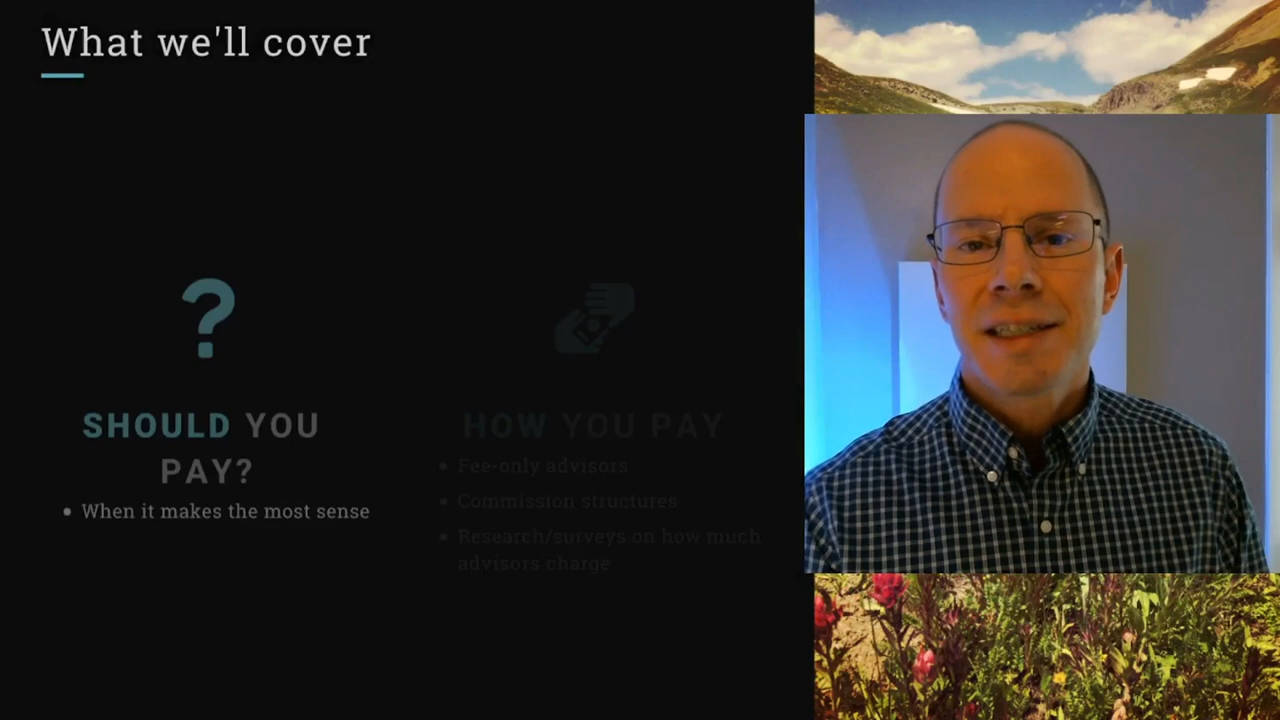 What we'll cover
?
SHOULD YOU
PAY?
• When it makes the most sense
HOW YOU PAY
• Fee-only advisors
• Commission structures
• Research/surveys on how much
advisors charge